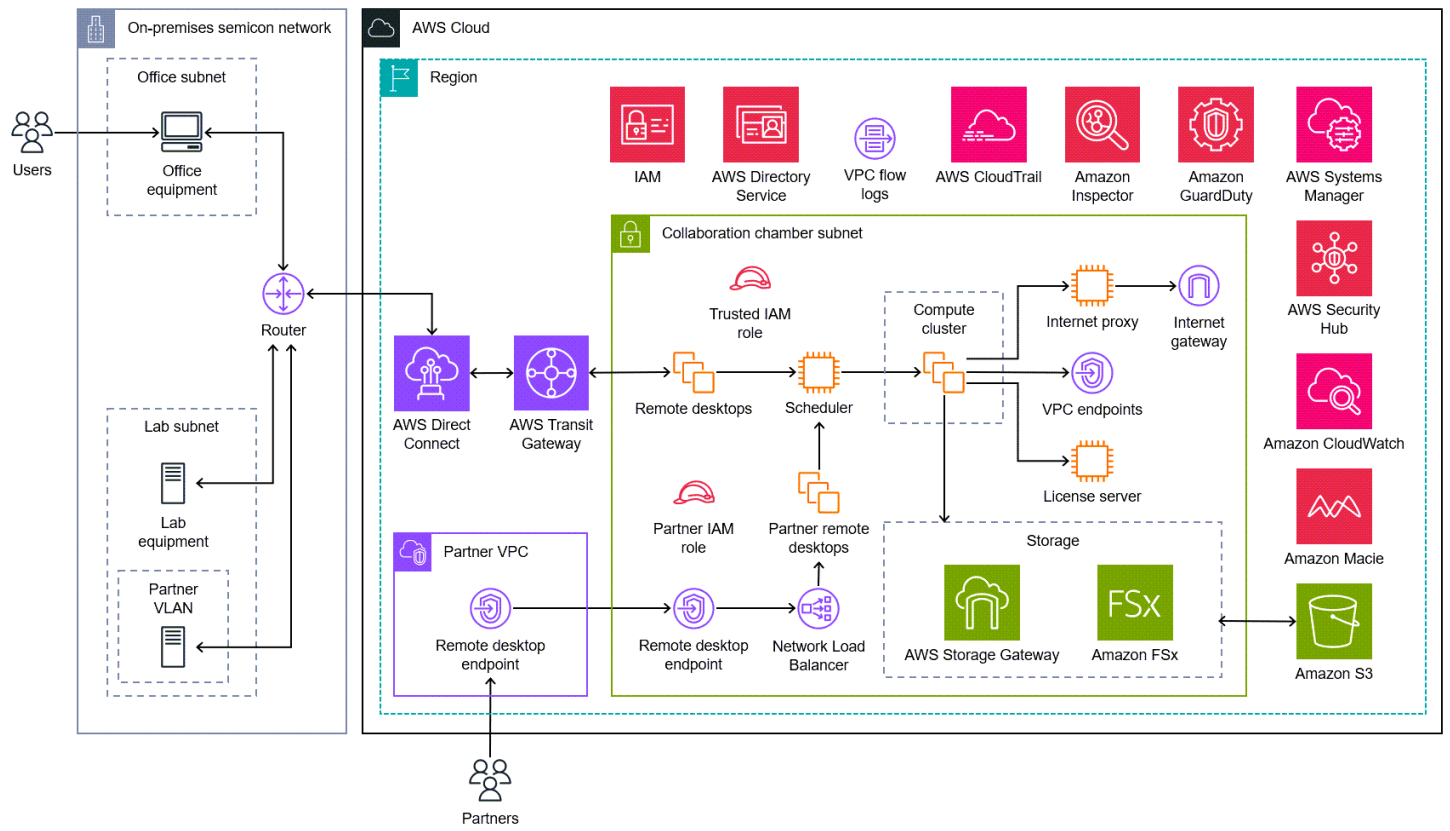 On-premises semicon network
AWS Cloud
Office subnet
Region
Users
Office
equipment
IAM
AWS Directory
Service
VPC flow
logs
AWS CloudTrail
Amazon
Inspector
Amazon
GuardDuty
AWS Systems
Manager
Collaboration chamber subnet
Router
Trusted IAM
role
Compute
cluster
Internet proxy
Internet
gateway
AWS Security
Hub
AWS Direct
Connect
AWS Transit
Gateway
Remote desktops
Scheduler
VPC endpoints
Amazon CloudWatch
Lab subnet
Lab
equipment
Partner IAM
role
Partner remote
desktops
License server
Storage
Amazon Macie
Partner VPC
Partner
VLAN
Remote desktop
endpoint
Remote desktop
endpoint
Network Load
Balancer
AWS Storage Gateway
FSx
Amazon FSx
Amazon S3
Partners